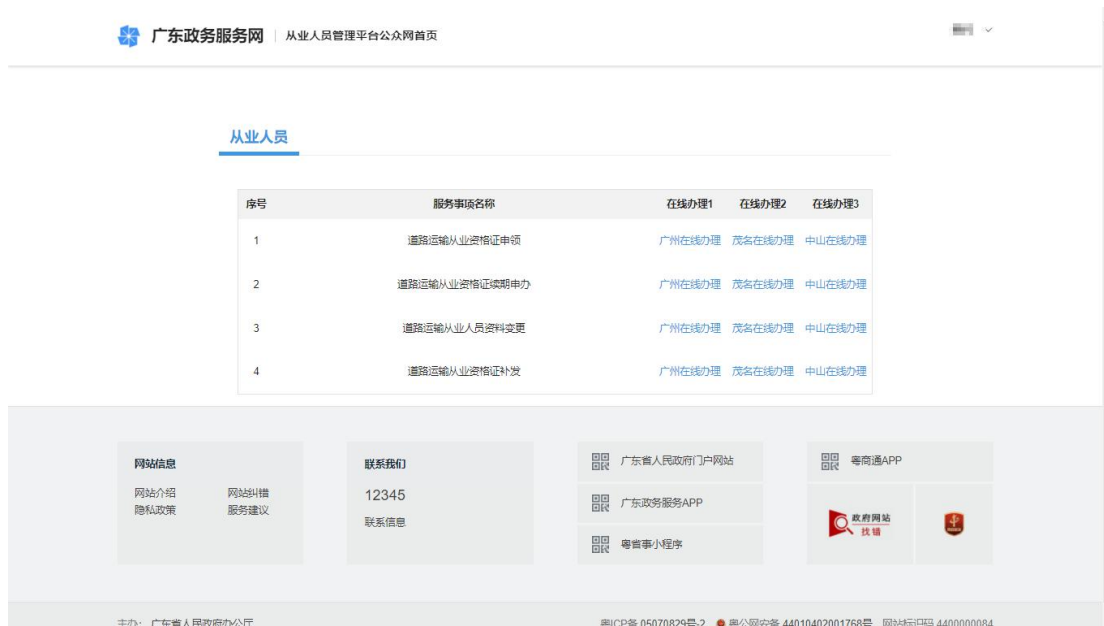 广东政务服务网 从业人员管理平台公众网首页
从业人员
序号 服务事项名称 在线办理1 在线办理2 在线办理3
1 道路运输从业资格证申领 广州在线办理 茂名在线办理 中山在线办理
2 道路运输从业资格证续期申办 广州在线办理 茂名在线办理 中山在线办理
3 道路运输从业人员资料变更 广州在线办理 茂名在线办理 中山在线办理
4 道路运输从业资格证补发 广州在线办理 茂名在线办理 中山在线办理
网站信息
网站介绍 网站纠错
隐私政策 服务建议
联系我们
12345
联系信息
广东省人民政府门户网站
广东政务服务APP
粤省事小程序
粤商通APP
政府网站
找错
主办: 广东省人民政府办公厅 粤ICP备 05070829号-2 粤公网安备 44010402001768号 网站标识码 4400000084